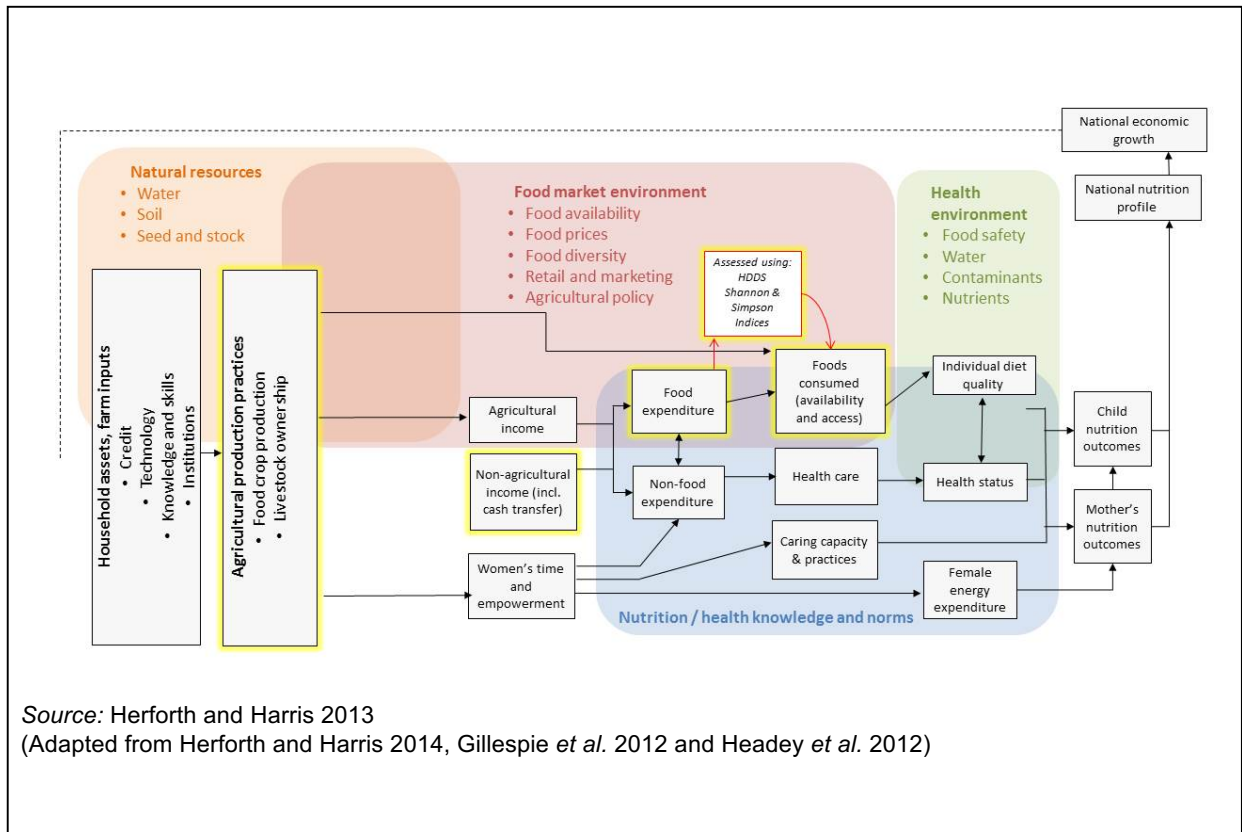 National economic
growth
National nutrition
profile
Natural resources
• Water
• Soil
• Seed and stock
Food market environment
• Food availability
• Food prices
• Food diversity
• Retail and marketing
• Agricultural policy
Health
environment
• Food safety
• Water
• Contaminants
• Nutrients
Assessed using:
HDDS
Shannon &
Simpson
Indices
Household assets, farm inputs
• Credit
• Technology
• Knowledge and skills
• Institutions
Agricultural production practices
• Food crop production
• Livestock ownership
Agricultural
income
Non-agricultural
income (incl.
cash transfer)
Women's time
and
empowerment
Food
expenditure
Non-food
expenditure
Foods
consumed
(availability
and access)
Health care
Caring capacity
& practices
Individual diet
quality
Health status
Female
energy
expenditure
Child
nutrition
outcomes
Mother's
nutrition
outcomes
Nutrition / health knowledge and norms
Source: Herforth and Harris 2013
(Adapted from Herforth and Harris 2014, Gillespie et al. 2012 and Headey et al. 2012)